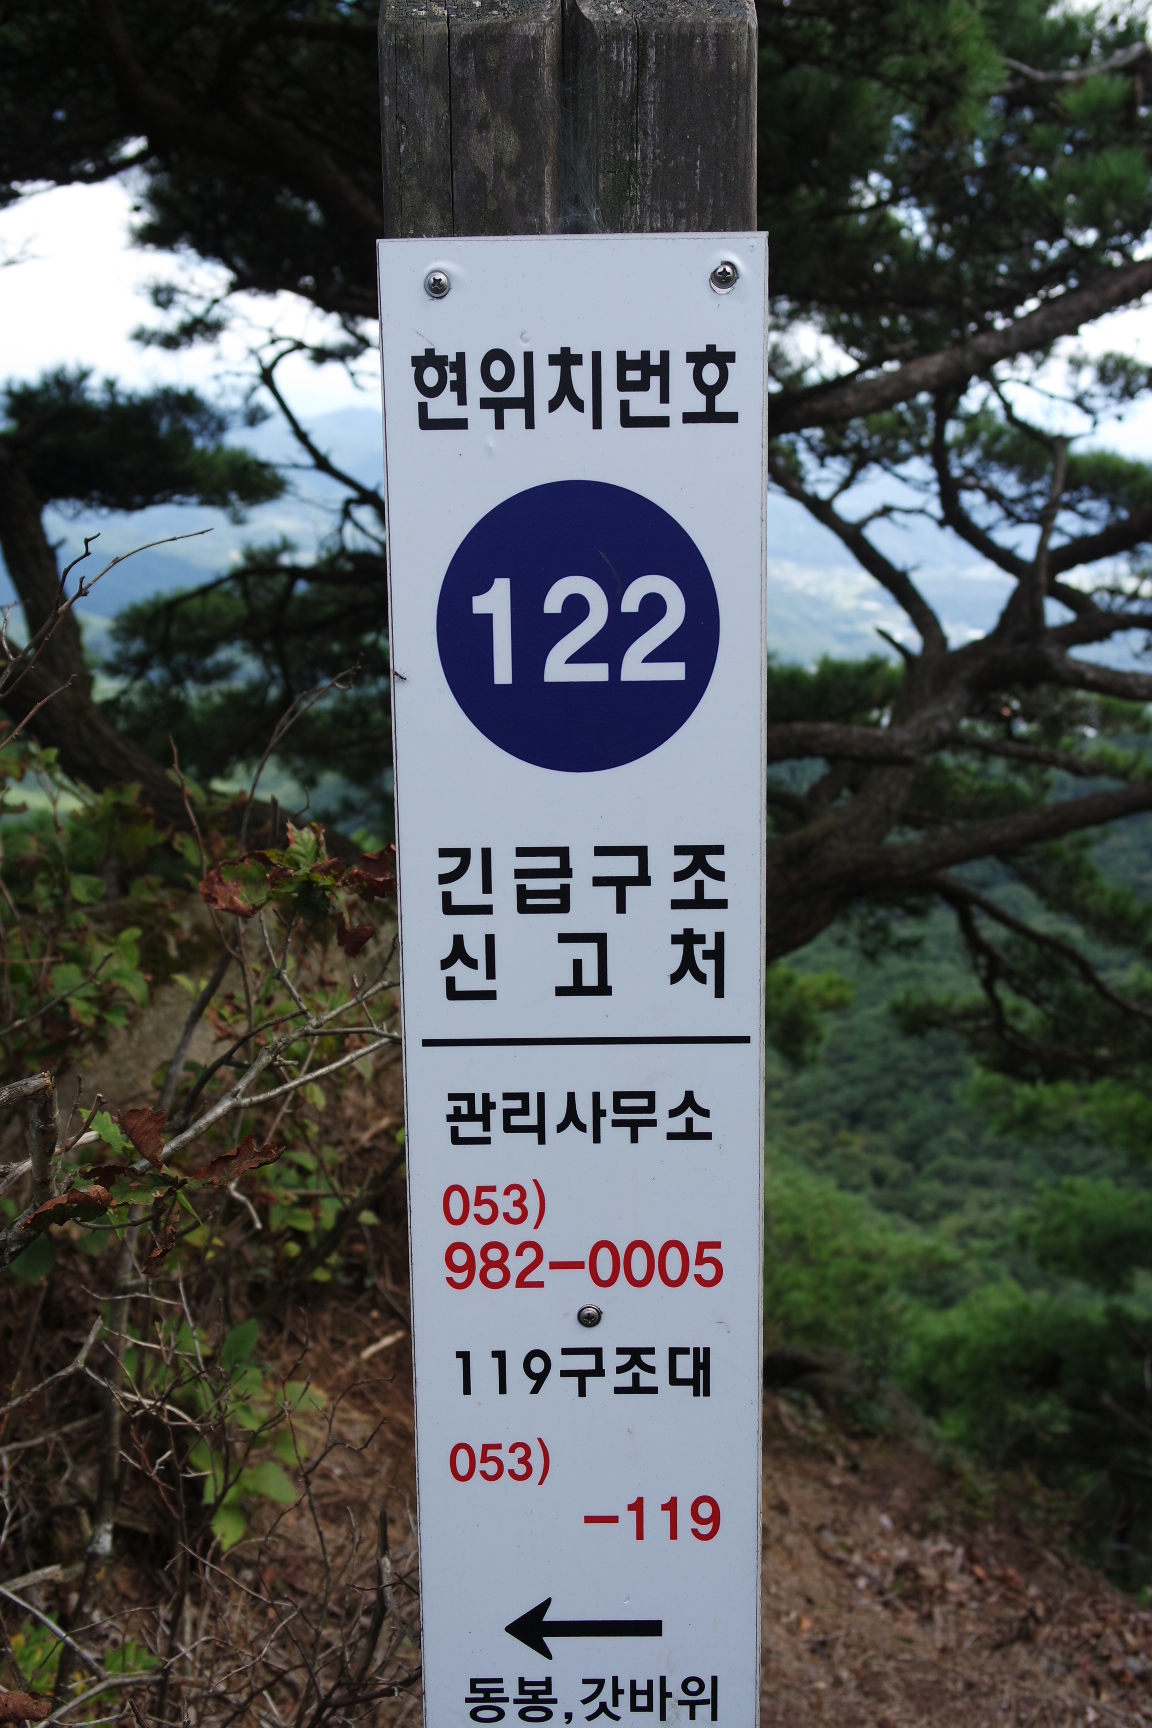 현위치번호
122
긴급구조
신고처
관리사무소
053)
982-0005
119구조대
053)
-119
동봉,갓바위